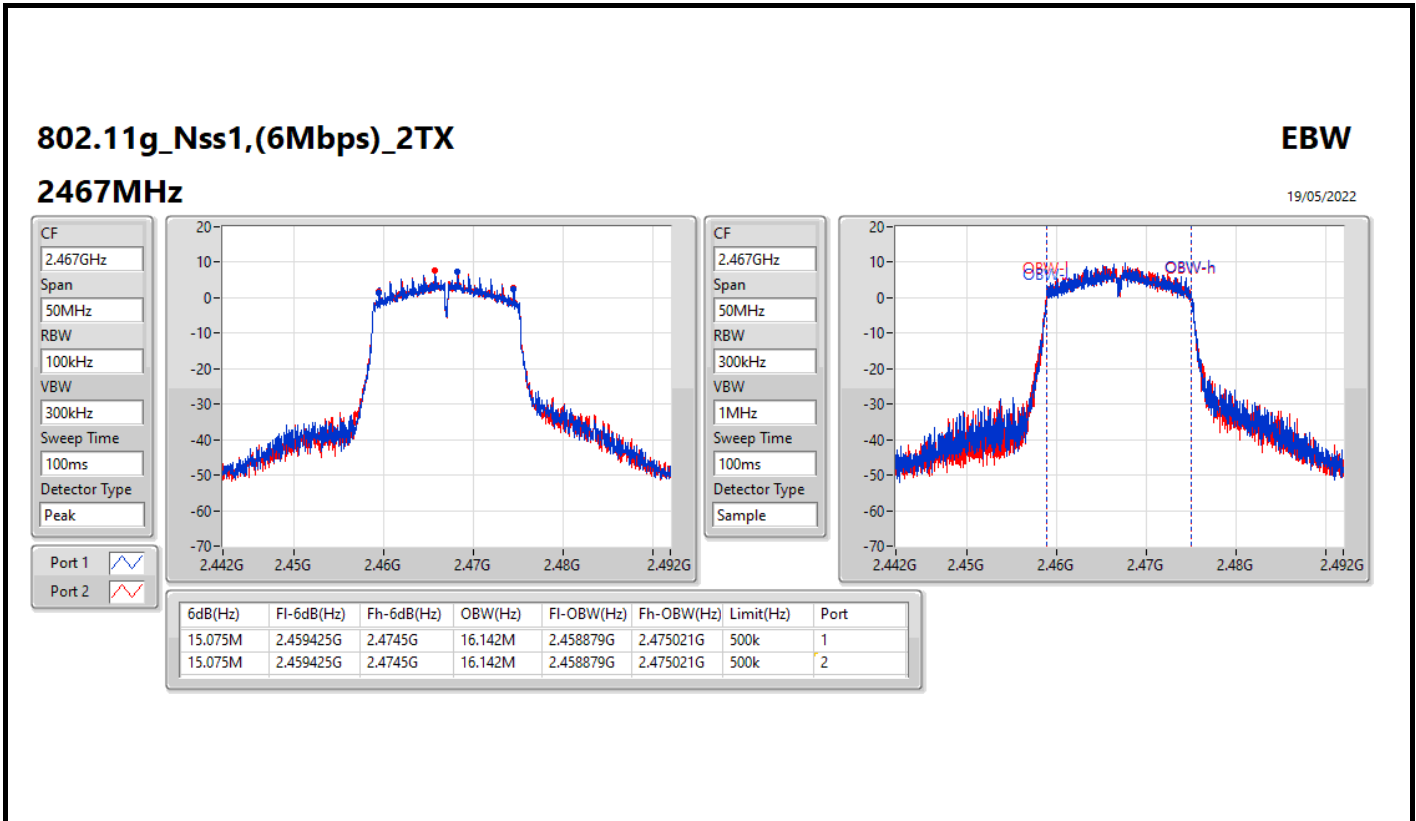 802.11g_Nss1,(6Mbps)_2TX
EBW
2467MHz
19/05/2022
CF
2.467GHz
Span
50MHz
RBW
100kHz
VBW
300kHz
Sweep Time
100ms
Detector Type
Peak
Port 1
Port 2
20
10
0
-10
-20
-30
-40
-50
-60
-70
2.442G 2.45G 2.46G 2.47G 2.48G 2.492G
CF
2.467GHz
Span
50MHz
RBW
300kHz
VBW
1MHz
Sweep Time
100ms
Detector Type
Sample
20
10
0
-10
-20
-30
-40
-50
-60
-70
OBW-l
OBW-l
OBW-h
2.442G 2.45G 2.46G 2.47G 2.48G 2.492G
6dB(Hz) Fl-6dB(Hz) Fh-6dB(Hz) OBW(Hz) Fl-OBW(Hz) Fh-OBW(Hz) Limit(Hz) Port
15.075M 2.459425G 2.4745G 16.142M 2.458879G 2.475021G 500k 1
15.075M 2.459425G 2.4745G 16.142M 2.458879G 2.475021G 500k 2